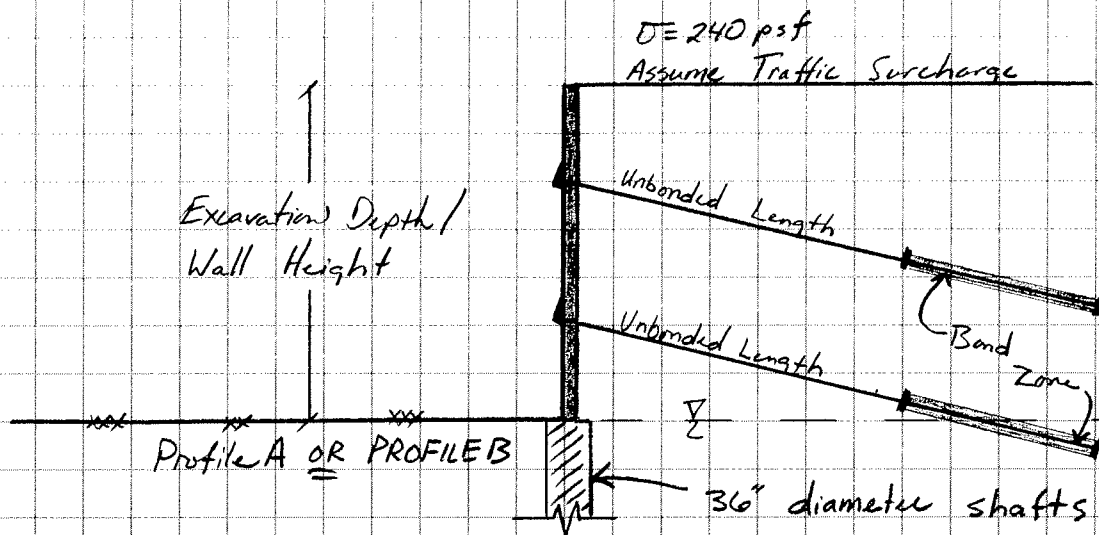 σ = 240 psf
Assume Traffic Surcharge
Unbonded Length
Excavation Depth/
Wall Height
Unbonded Length
Bond
Zone
Profile A OR PROFILE B
36" diameter shafts